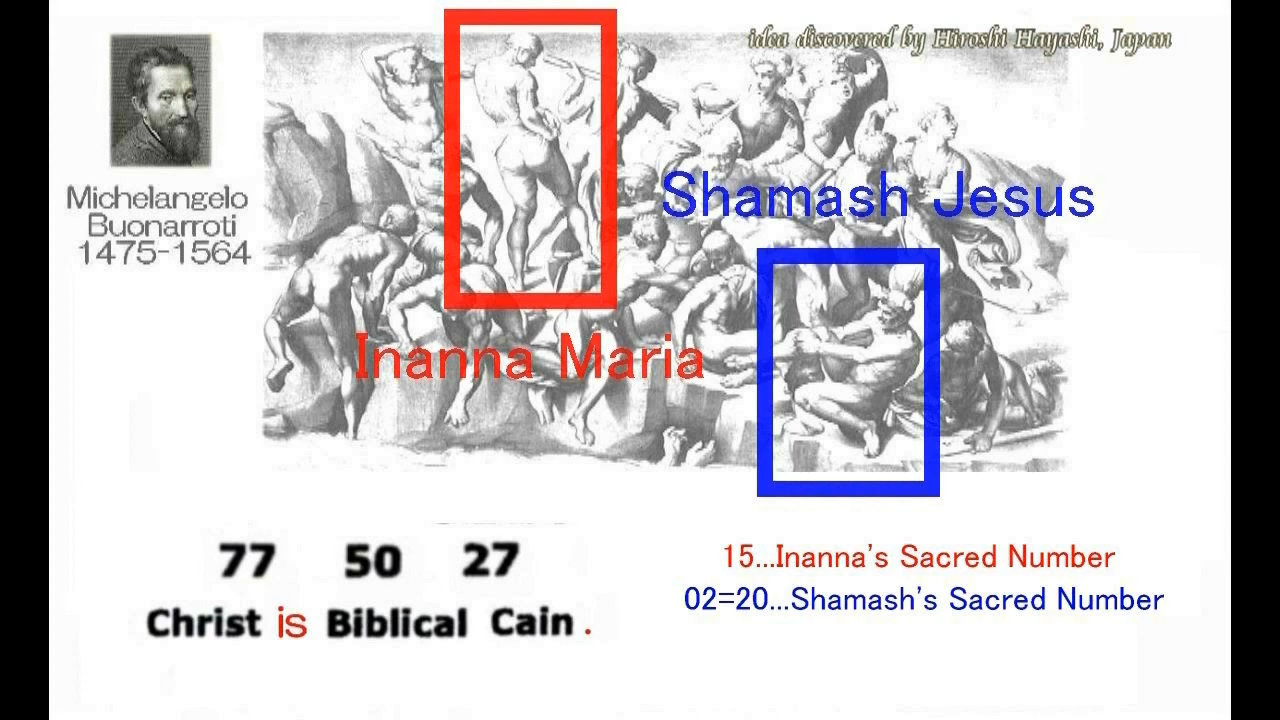 idea discovered by Hiroshi Hayashi, Japan
Michelangelo
Buonarroti
1475-1564
Shamash Jesus
Inanna Maria
77 50 27
Christ is Biblical Cain .
15...Inanna's Sacred Number
02=20...Shamash's Sacred Number